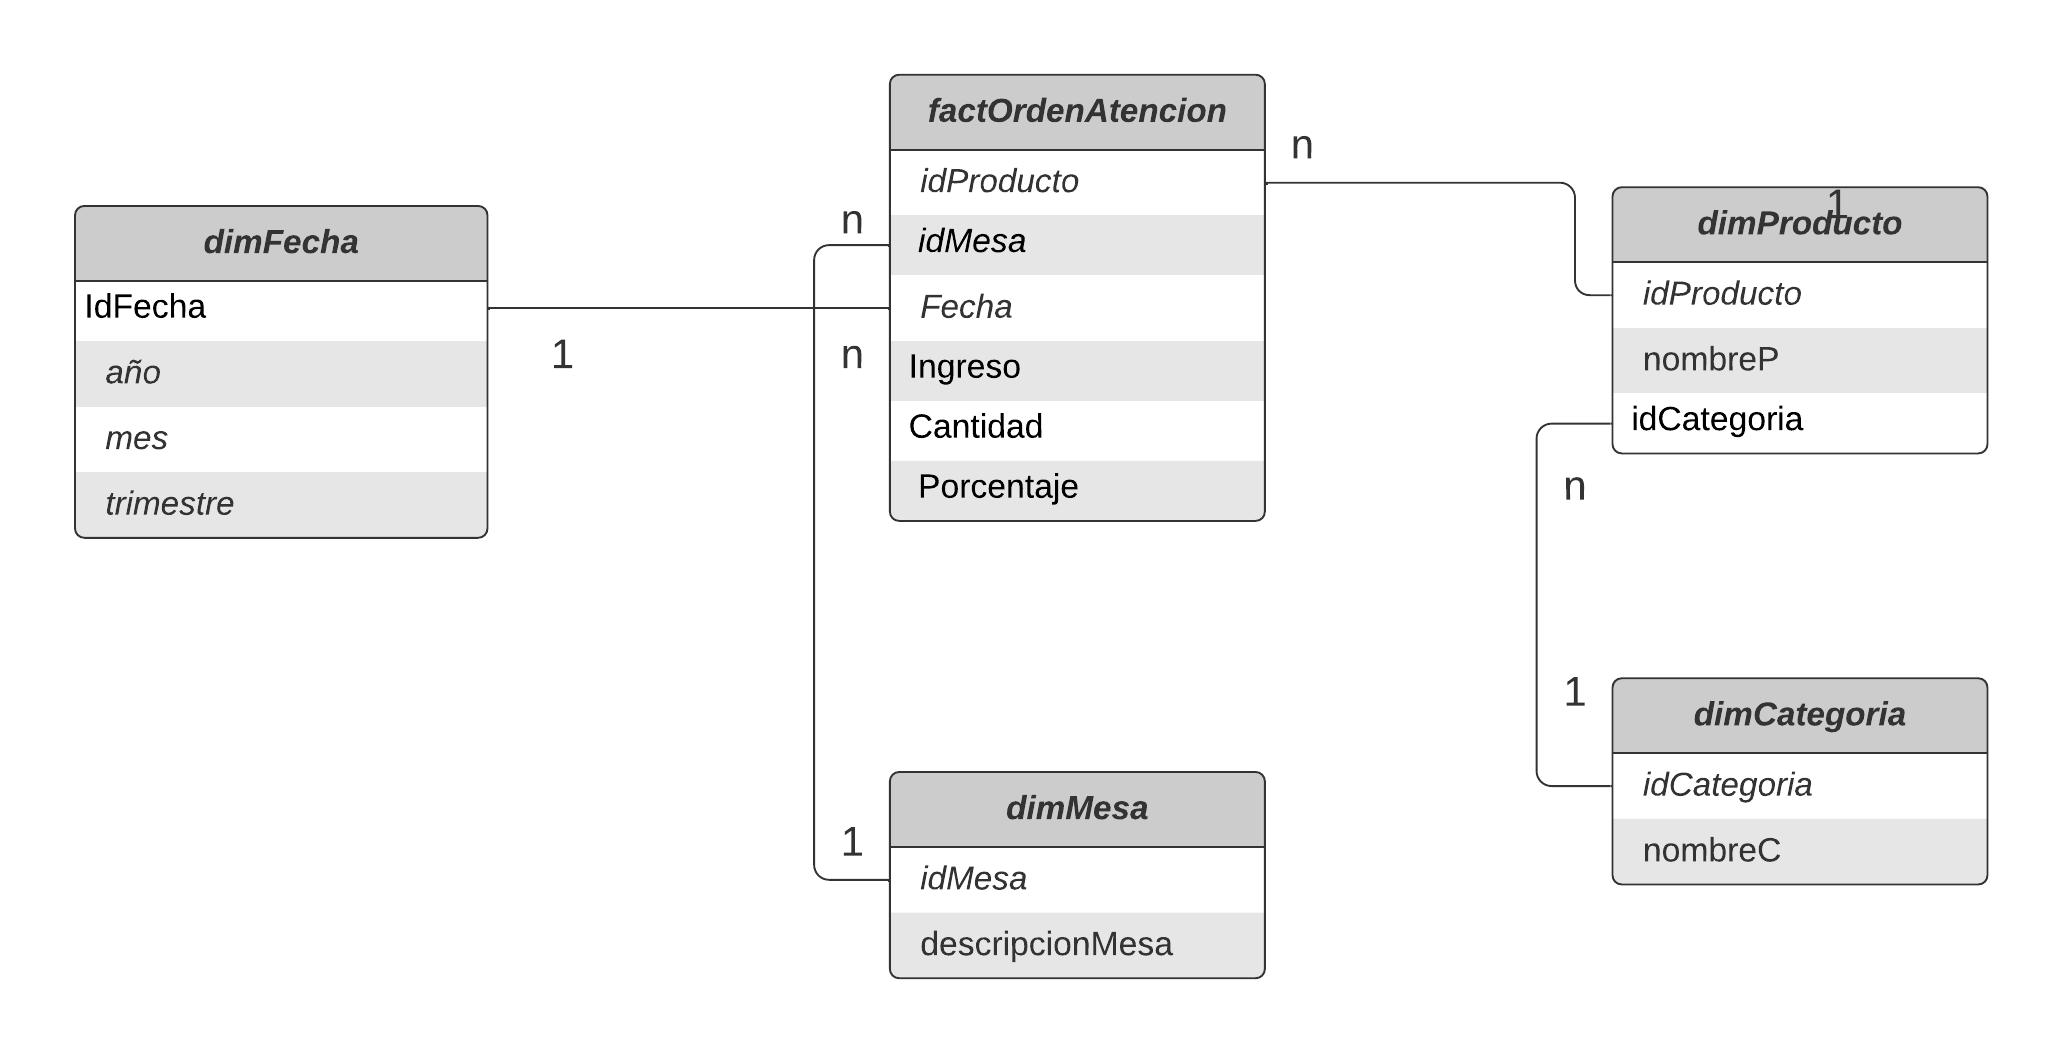 factOrdenAtencion
idProducto
idMesa
Fecha
Ingreso
Cantidad
Porcentaje
n
n
n
1
dimFecha
IdFecha
año
mes
trimestre
1
dimProducto
idProducto
nombreP
idCategoria
n
1
dimCategoria
idCategoria
nombreC
1
dimMesa
idMesa
descripcionMesa